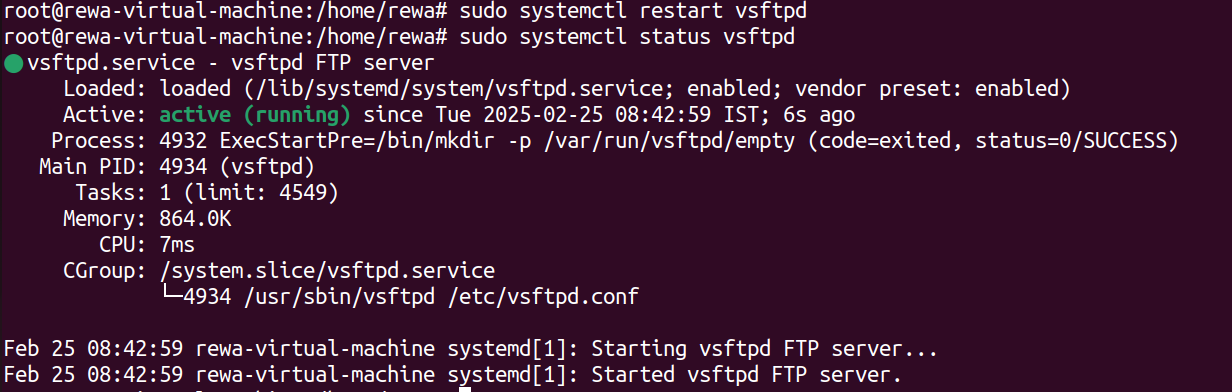 root@rewa-virtual-machine:/home/rewa# sudo systemctl restart vsftpd
root@rewa-virtual-machine:/home/rewa# sudo systemctl status vsftpd
● vsftpd.service - vsftpd FTP server
     Loaded: loaded (/lib/systemd/system/vsftpd.service; enabled; vendor preset: enabled)
     Active: active (running) since Tue 2025-02-25 08:42:59 IST; 6s ago
    Process: 4932 ExecStartPre=/bin/mkdir -p /var/run/vsftpd/empty (code=exited, status=0/SUCCESS)
   Main PID: 4934 (vsftpd)
      Tasks: 1 (limit: 4549)
     Memory: 864.0K
        CPU: 7ms
     CGroup: /system.slice/vsftpd.service
             └─4934 /usr/sbin/vsftpd /etc/vsftpd.conf
Feb 25 08:42:59 rewa-virtual-machine systemd[1]: Starting vsftpd FTP server...
Feb 25 08:42:59 rewa-virtual-machine systemd[1]: Started vsftpd FTP server.